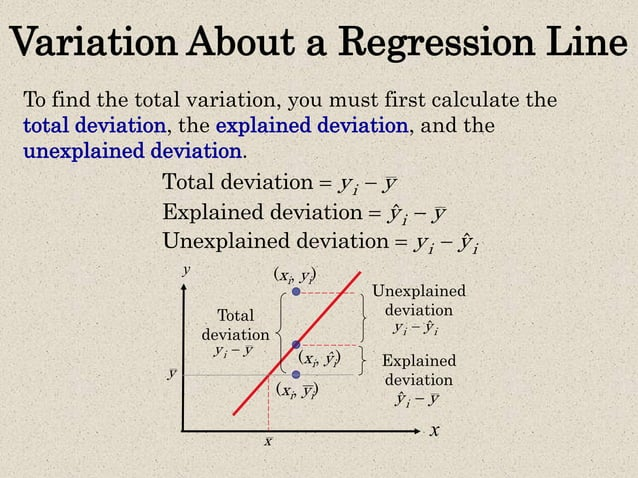 Variation About a Regression Line
To find the total variation, you must first calculate the
total deviation, the explained deviation, and the
unexplained deviation.
Total deviation = yᵢ − y̅
Explained deviation = ŷᵢ − y̅
Unexplained deviation = yᵢ − ŷᵢ
y
(xᵢ, yᵢ)
Unexplained
deviation
yᵢ − ŷᵢ
Total
deviation
yᵢ − y̅
(xᵢ, ŷᵢ)
Explained
deviation
ŷᵢ − y̅
y̅
(xᵢ, y̅ᵢ)
x
x̅